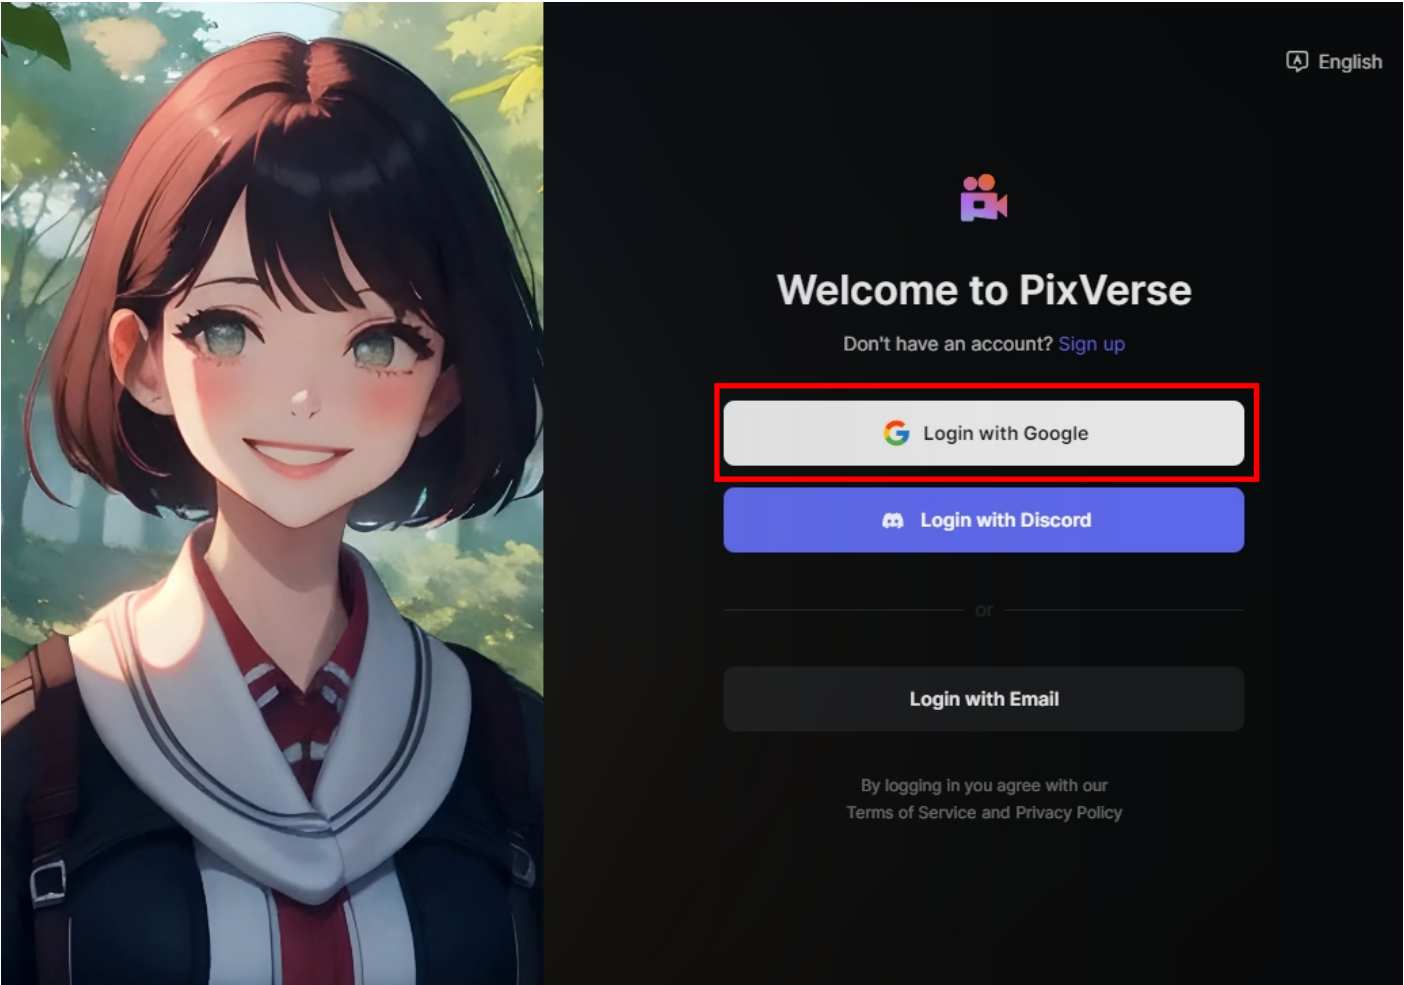 English
Welcome to PixVerse
Don't have an account? Sign up
Login with Google
Login with Discord
or
Login with Email
By logging in you agree with our
Terms of Service and Privacy Policy